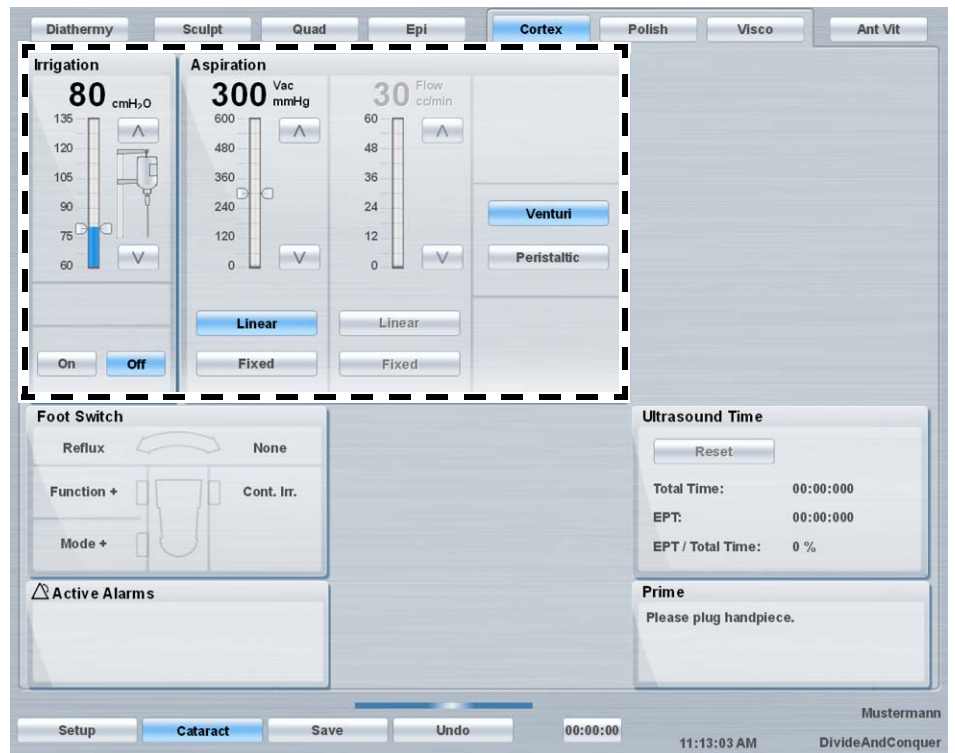 Diathermy Sculpt Quad Epi Cortex Polish Visco Ant Vit
Irrigation
80 cmH₂O
135
120
105
90
75
60
On Off
Aspiration
300 Vac mmHg
600
480
360
240
120
0
Linear
Fixed
30 Flow cc/min
60
48
36
24
12
0
Linear
Fixed
Venturi
Peristaltic
Foot Switch
Reflux None
Function + Cont. Irr.
Mode +
Active Alarms
Ultrasound Time
Reset
Total Time: 00:00:000
EPT: 00:00:000
EPT / Total Time: 0 %
Prime
Please plug handpiece.
Setup Cataract Save Undo 00:00:00
Mustermann
11:13:03 AM DivideAndConquer